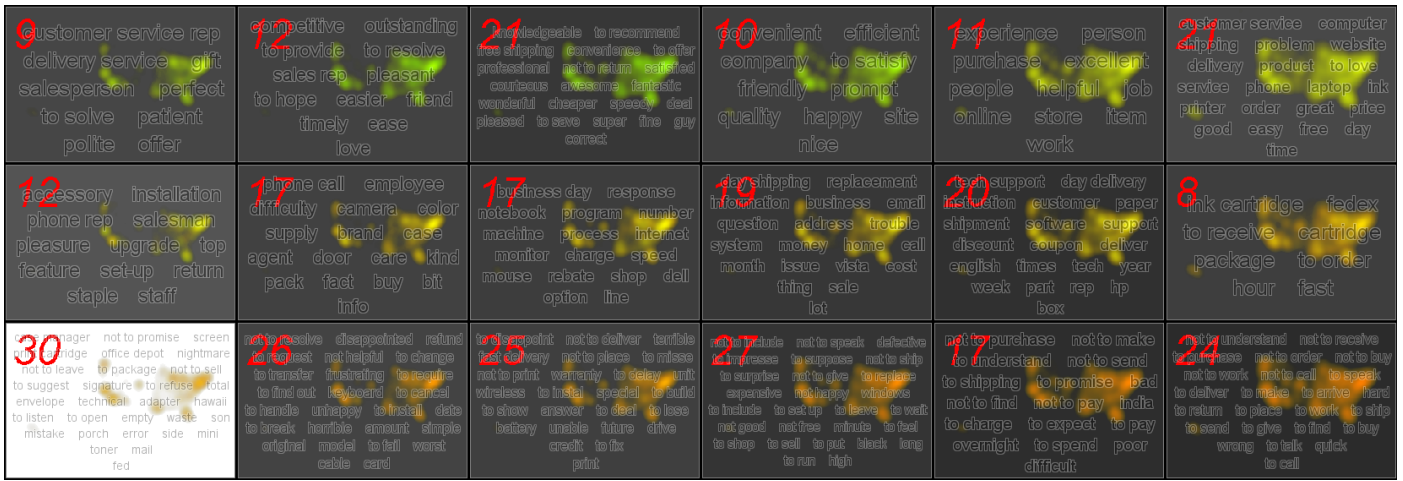 9
customer service rep
delivery service gift
salesperson perfect
to solve patient
polite offer
12
competitive outstanding
to provide to resolve
sales rep pleasant
to hope easier friend
timely ease
love
21
knowledgeable to recommend
free shipping convenience to offer
professional not to return satisfied
courteous awesome fantastic
wonderful cheaper speedy deal
pleased to save super fine guy
correct
10
convenient efficient
company to satisfy
friendly prompt
quality happy site
nice
11
experience person
purchase excellent
people helpful job
online store item
work
21
customer service computer
shipping problem website
delivery product to love
service phone laptop ink
printer order great price
good easy free day
time
12
accessory installation
phone rep salesman
pleasure upgrade top
feature set-up return
staple staff
17
phone call employee
difficulty camera color
supply brand case
agent door care kind
pack fact buy bit
info
17
business day response
notebook program number
machine process internet
monitor charge speed
mouse rebate shop dell
option line
19
day shipping replacement
information business email
question address trouble
system money home call
month issue vista cost
thing sale
lot
20
tech support day delivery
instruction customer paper
shipment software support
discount coupon deliver
english times tech year
week part rep hp
box
8
ink cartridge fedex
to receive cartridge
package to order
hour fast
30
case manager not to promise screen
print cartridge office depot nightmare
not to leave to package not to sell
to suggest signature to refuse total
envelope technical adapter hawaii
to listen to open empty waste son
mistake porch error side mini
toner mail
fed
26
not to resolve disappointed refund
to request not helpful to change
to transfer frustrating to require
to find out keyboard to cancel
to handle unhappy to install date
to break horrible amount simple
original model to fail worst
cable card
25
to disappoint not to deliver terrible
last delivery not to place to misse
not to print warranty to delay unit
wireless to instal special to build
to show answer to deal to lose
battery unable future drive
credit to fix
print
27
not to include not to speak defective
to impresse to suppose not to ship
to surprise not to give to replace
expensive not happy windows
to include to set up to leave to wait
not good not free minute to feel
to shop to sell to put black long
to run high
17
not to purchase not to make
to understand not to send
to shipping to promise bad
not to find not to pay india
to charge to expect to pay
overnight to spend poor
difficult
24
not to understand not to receive
to purchase not to order not to buy
not to work not to call to speak
to deliver to make to arrive hard
to return to place to work to ship
to send to give to find to buy
wrong to talk quick
to call